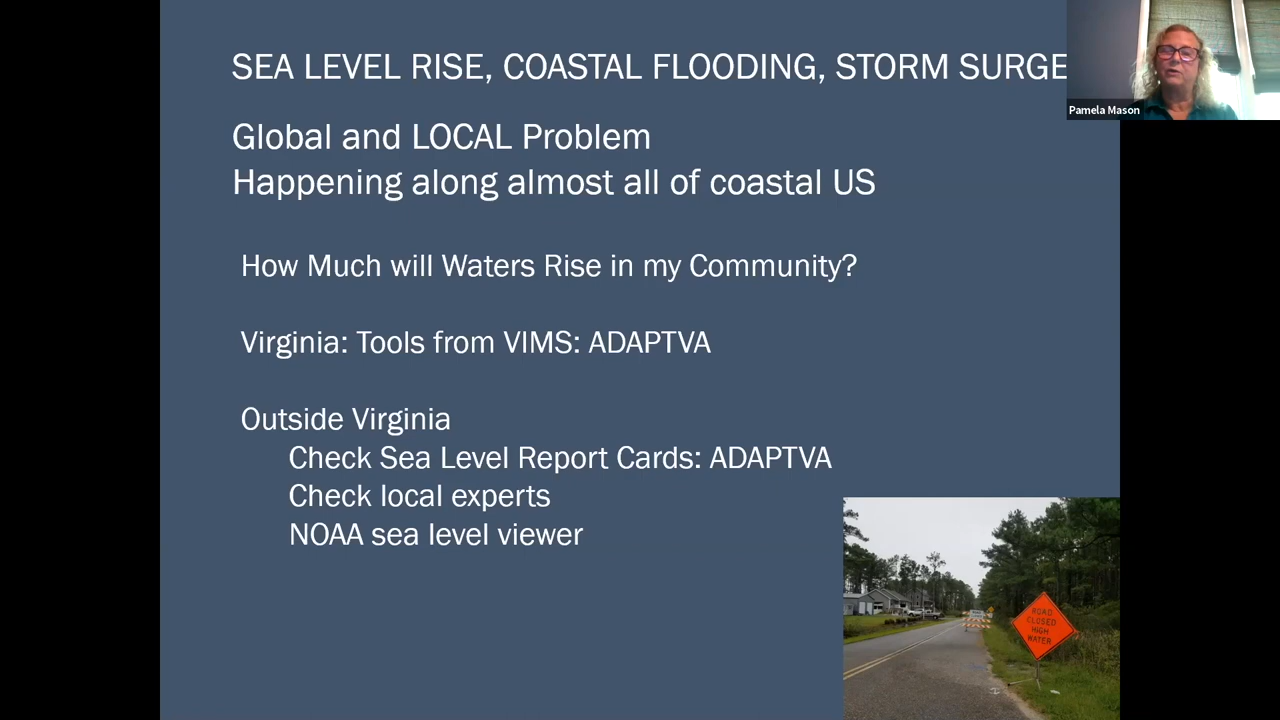 SEA LEVEL RISE, COASTAL FLOODING, STORM SURGE
Pamela Mason
Global and LOCAL Problem
Happening along almost all of coastal US
How Much will Waters Rise in my Community?
Virginia: Tools from VIMS: ADAPTVA
Outside Virginia
Check Sea Level Report Cards: ADAPTVA
Check local experts
NOAA sea level viewer
ROAD
CLOSED
HIGH
WATER